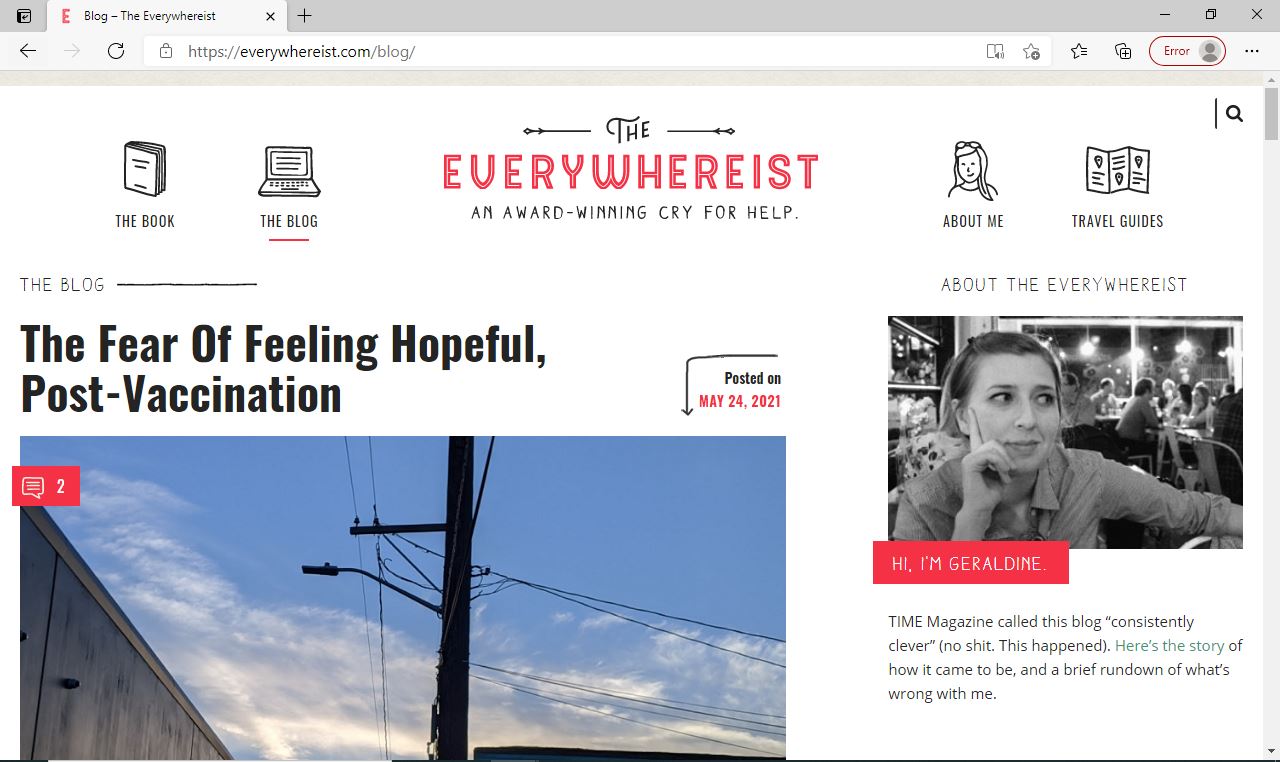 Blog – The Everywhereist
https://everywhereist.com/blog/
Error
THE BOOK
THE BLOG
THE
EVERYWHEREIST
AN AWARD-WINNING CRY FOR HELP.
ABOUT ME
TRAVEL GUIDES
THE BLOG
The Fear Of Feeling Hopeful,
Post-Vaccination
Posted on
MAY 24, 2021
2
ABOUT THE EVERYWHEREIST
HI, I'M GERALDINE.
TIME Magazine called this blog “consistently
clever” (no shit. This happened). Here’s the story of
how it came to be, and a brief rundown of what’s
wrong with me.